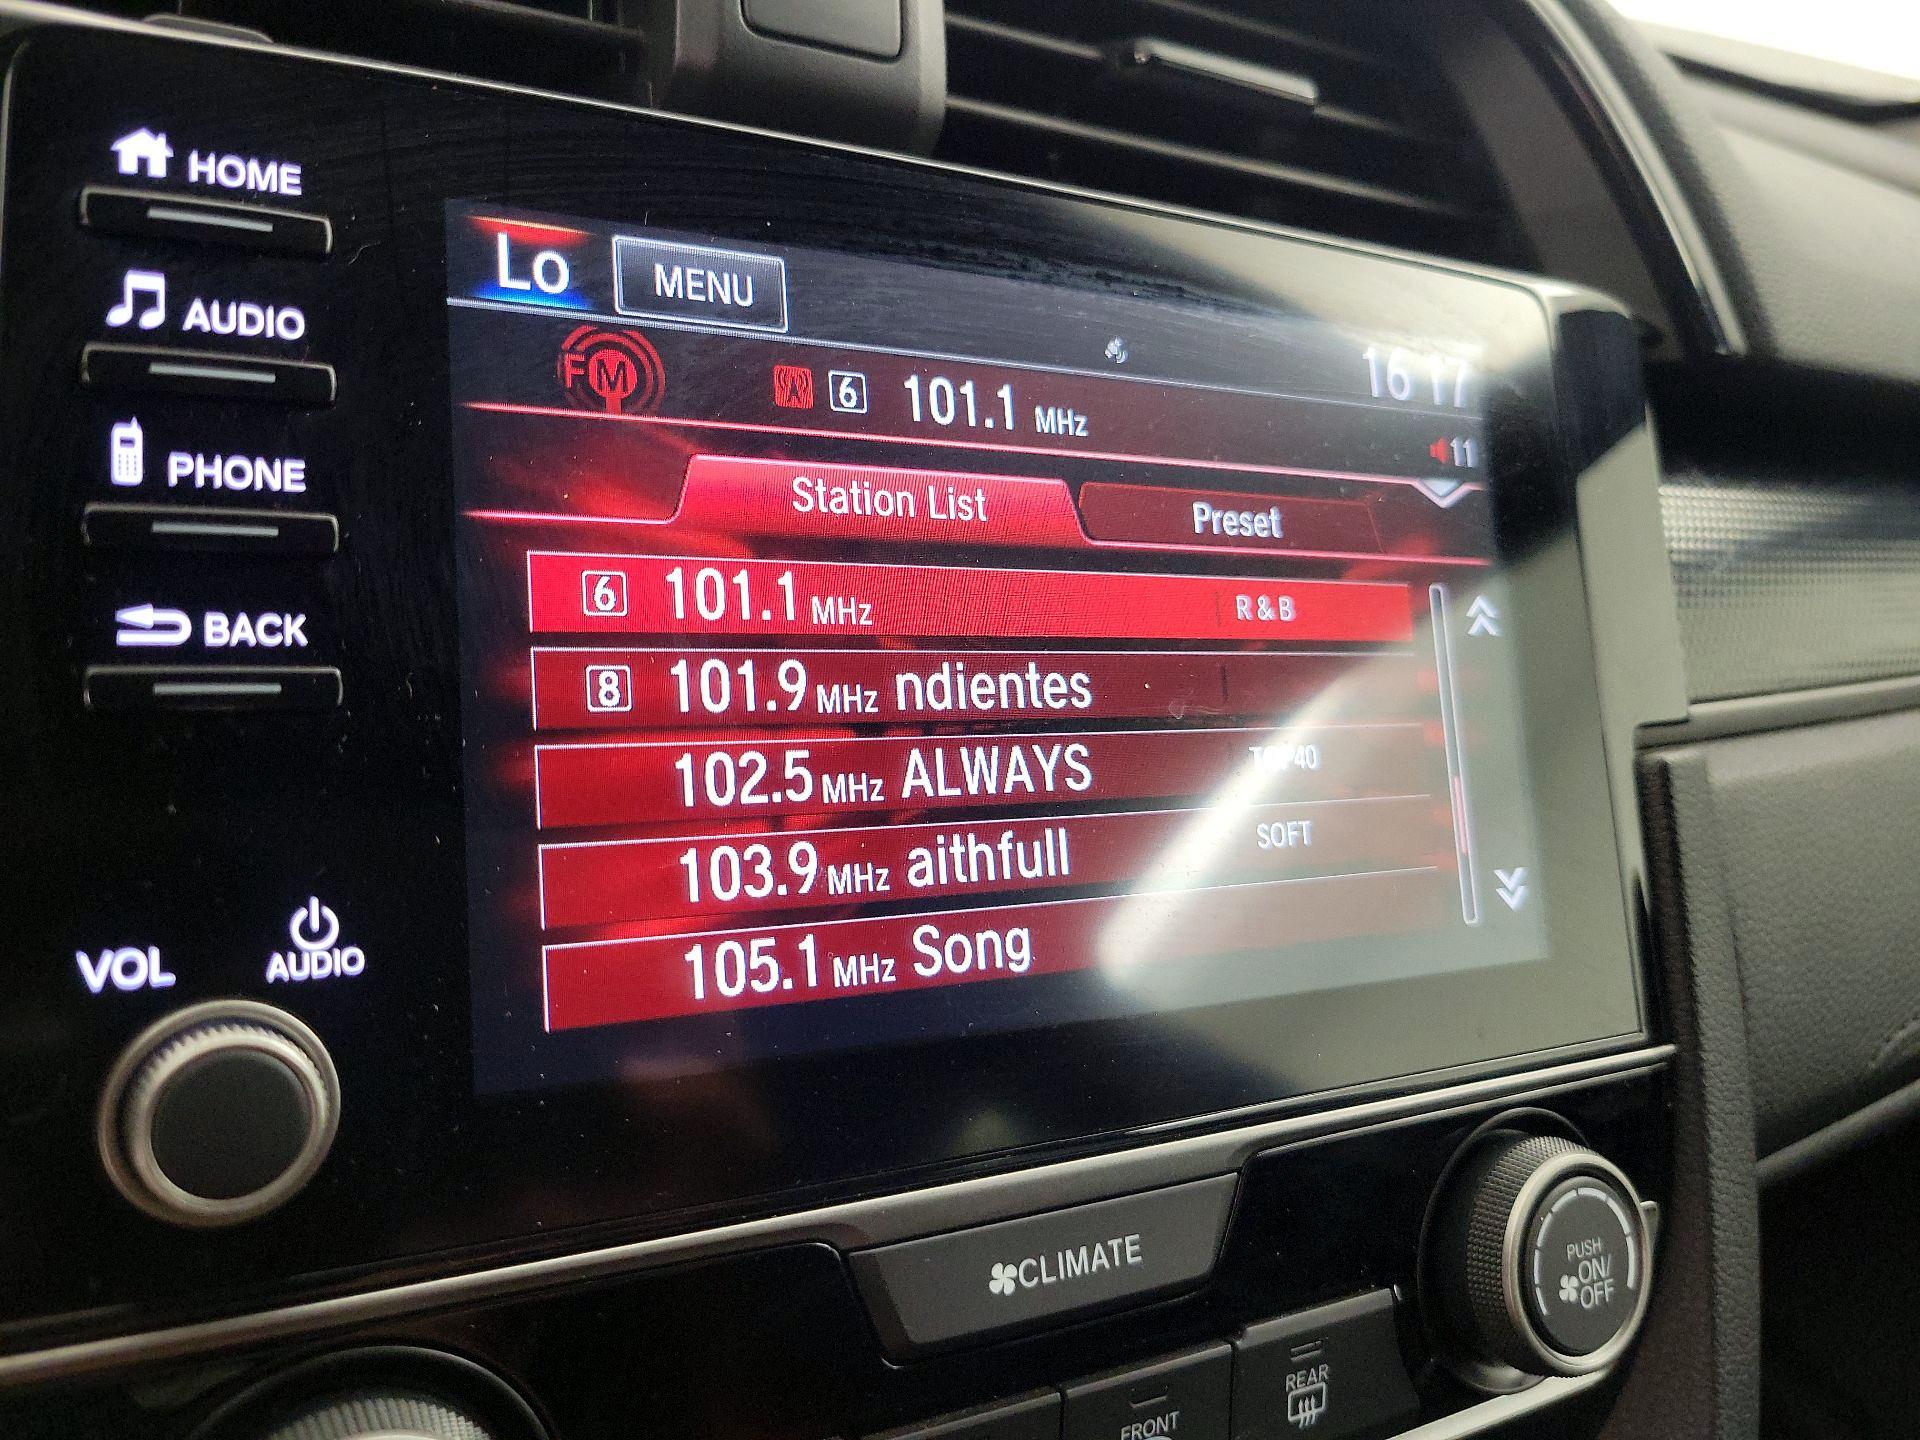 HOME
AUDIO
PHONE
BACK
VOL
AUDIO
Lo MENU
FM 6 101.1 MHz 16 17
11
Station List Preset
6 101.1 MHz R & B
8 101.9 MHz ndientes
102.5 MHz ALWAYS TOP40
103.9 MHz aithfull SOFT
105.1 MHz Song
CLIMATE
PUSH
ON/
OFF
FRONT
REAR